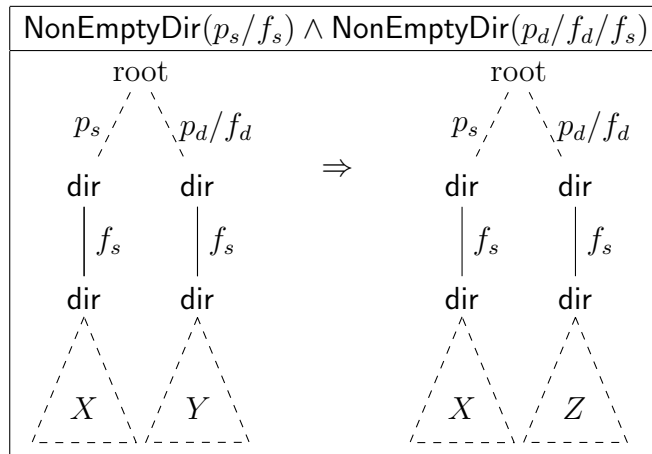 NonEmptyDir(p_s/f_s) ∧ NonEmptyDir(p_d/f_d/f_s)
root root
p_s p_d/f_d ⇒ p_s p_d/f_d
dir dir dir dir
f_s f_s f_s f_s
dir dir dir dir
X Y X Z